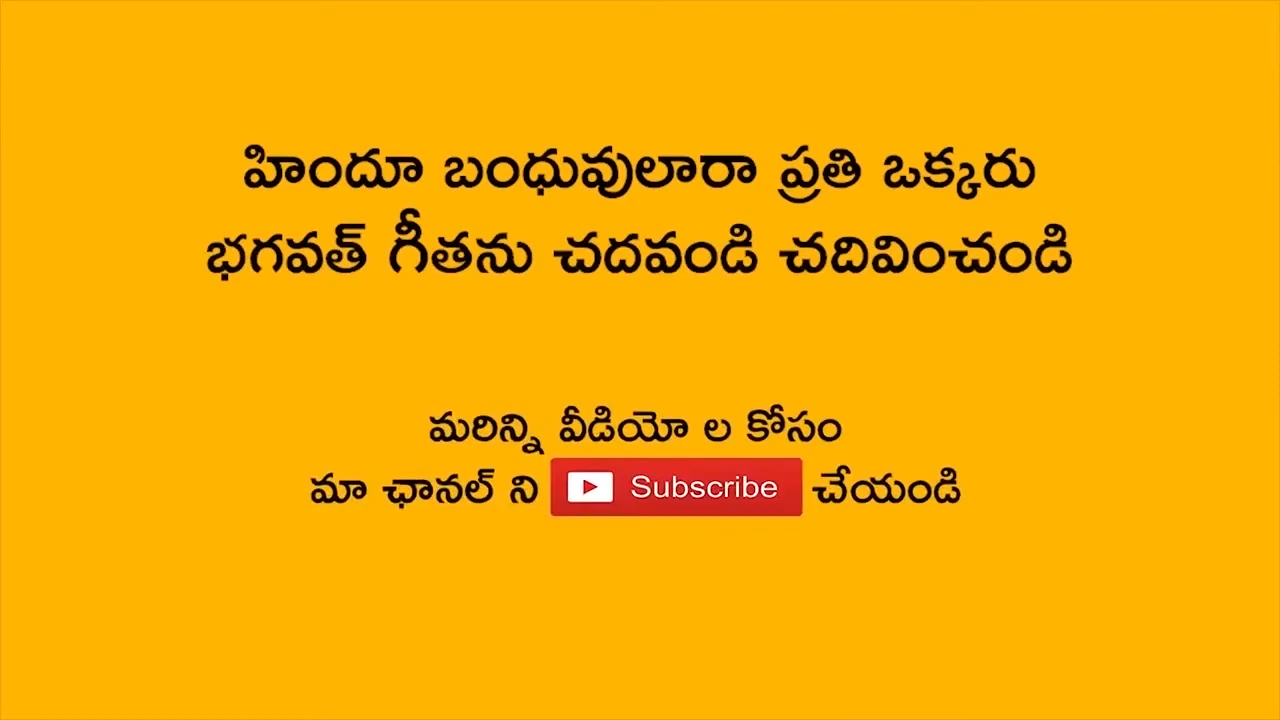 హిందూ బంధువులారా ప్రతి ఒక్కరు
భగవత్ గీతను చదవండి చదివించండి
మరిన్ని వీడియో ల కోసం
మా ఛానల్ ని Subscribe చేయండి